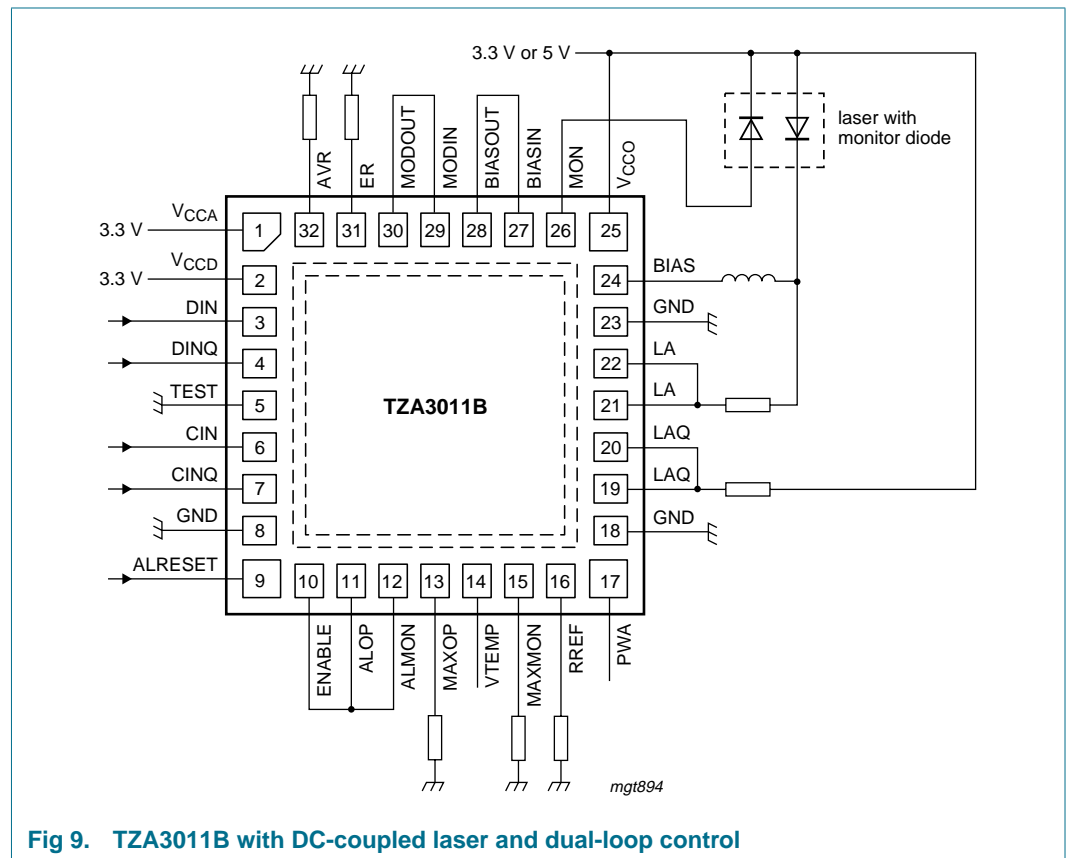 3.3 V or 5 V
laser with
monitor diode
AVR
ER
MODOUT
MODIN
BIASOUT
BIASIN
MON
VCCO
32
31
30
29
28
27
26
25
3.3 V
VCCA
1
3.3 V
VCCD
2
DIN
3
DINQ
4
TEST
5
CIN
6
CINQ
7
GND
8
ALRESET
9
TZA3011B
24
BIAS
23
GND
22
LA
21
LA
20
LAQ
19
LAQ
18
GND
10
11
12
13
14
15
16
17
ENABLE
ALOP
ALMON
MAXOP
VTEMP
MAXMON
RREF
PWA
mgt894
Fig 9. TZA3011B with DC-coupled laser and dual-loop control